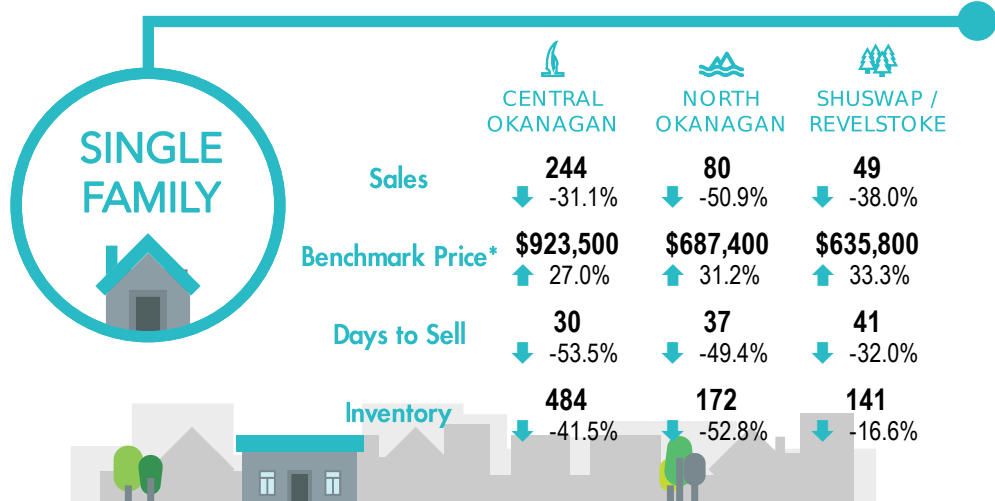 SINGLE
FAMILY
CENTRAL
OKANAGAN
NORTH
OKANAGAN
SHUSWAP /
REVELSTOKE
Sales
244
-31.1%
80
-50.9%
49
-38.0%
Benchmark Price*
$923,500
27.0%
$687,400
31.2%
$635,800
33.3%
Days to Sell
30
-53.5%
37
-49.4%
41
-32.0%
Inventory
484
-41.5%
172
-52.8%
141
-16.6%